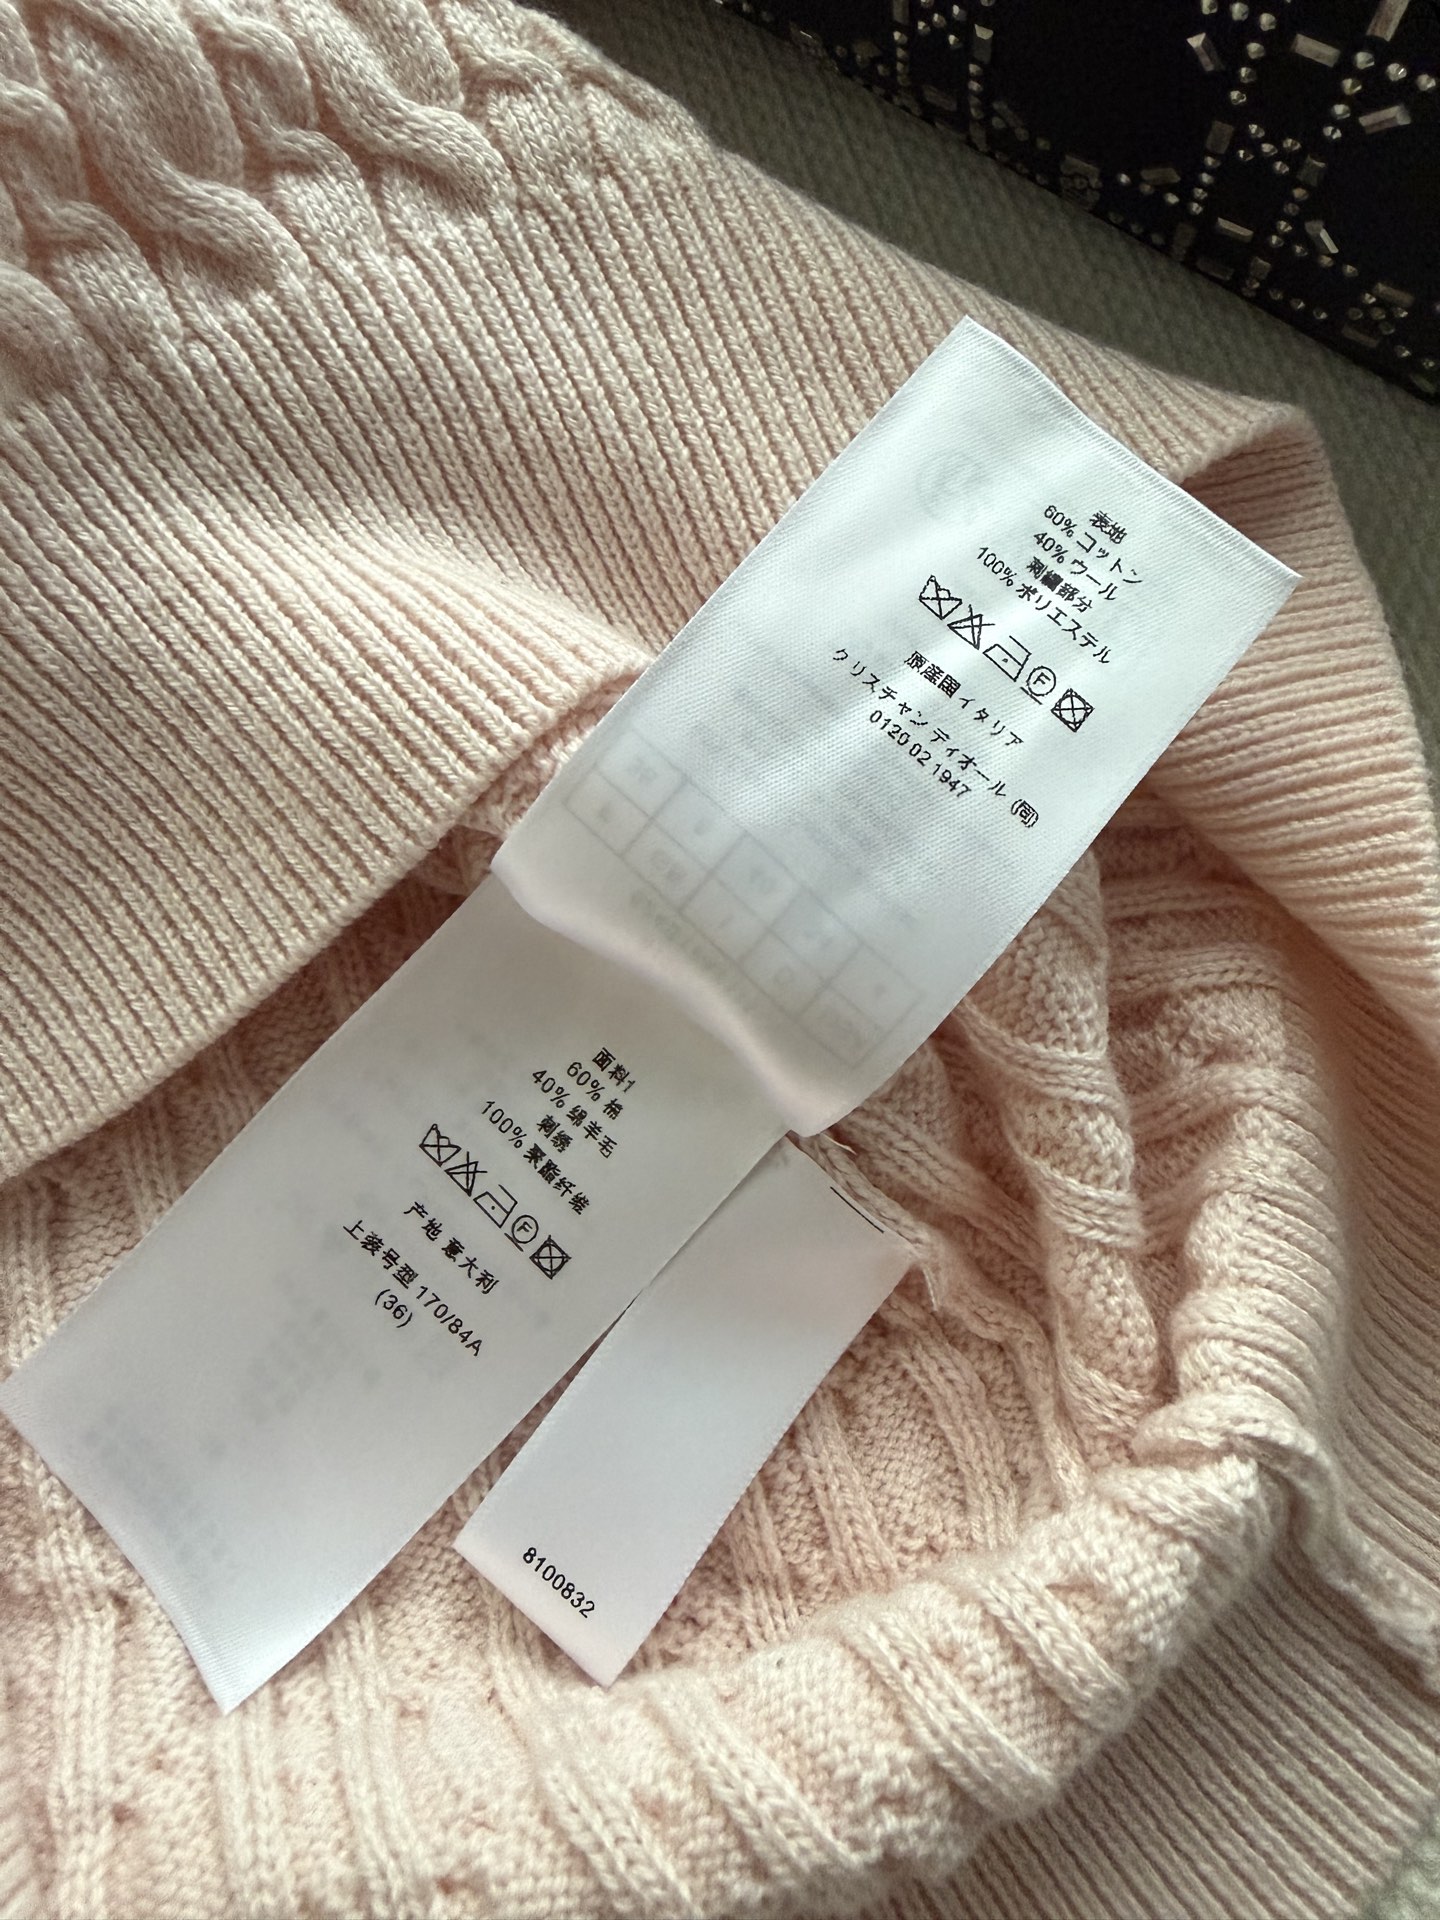 表地
60% コットン
40% ウール
刺繍部分
100% ポリエステル
F
原産国 イタリア
クリスチャン ディオール (同)
0120 02 1947
面料1
60% 棉
40% 绵羊毛
刺绣
100% 聚酯纤维
F
产地 意大利
上装号型 170/84A
(36)
8100832